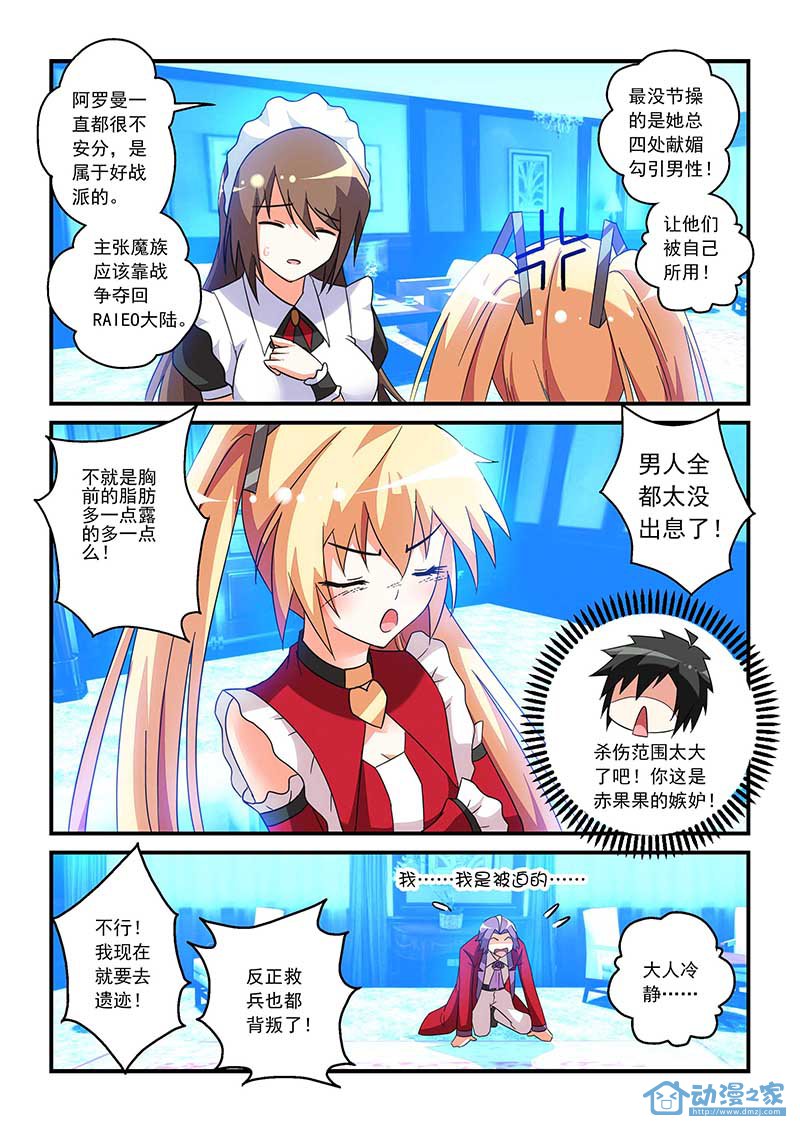 阿罗曼一
直都很不
安分，是
属于好战
派的。
主张魔族
应该靠战
争夺回
RAIEO大陆。
最没节操
的是她总
四处献媚
勾引男性！
让他们
被自己
所用！
不就是胸
前的脂肪
多一点露
的多一点
么！
男人全
都太没
出息了！
杀伤范围太大
了吧！你这是
赤果果的嫉妒！
不行！
我现在
就要去
遗迹！
反正救
兵也都
背叛了！
我……我是被迫的……
大人冷
静……
动漫之家
http://www.dmzj.com